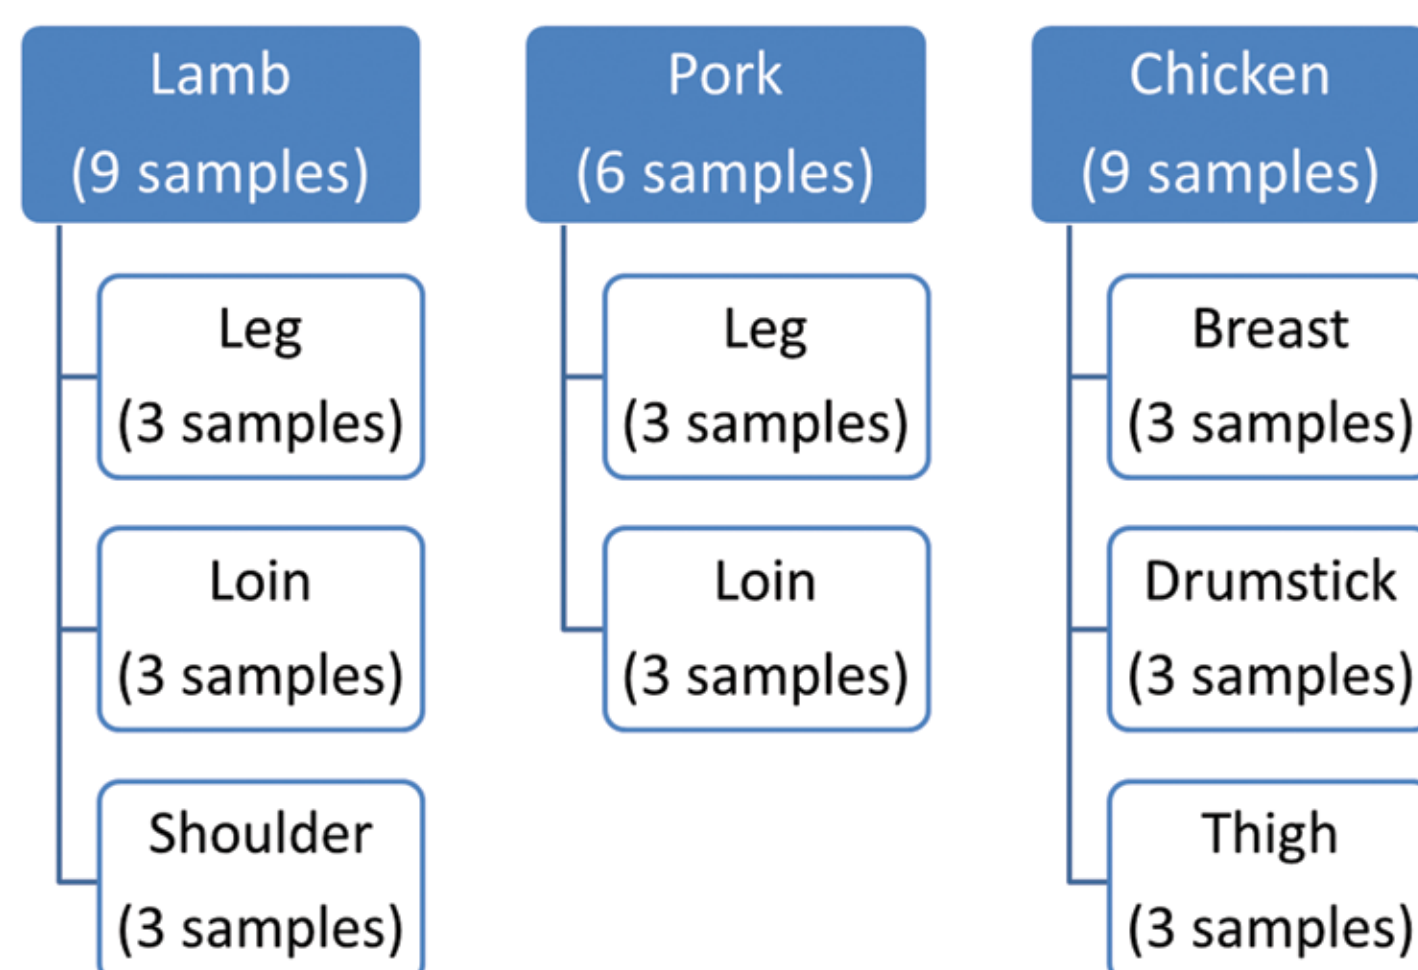 Lamb
(9 samples)
Leg
(3 samples)
Loin
(3 samples)
Shoulder
(3 samples)
Pork
(6 samples)
Leg
(3 samples)
Loin
(3 samples)
Chicken
(9 samples)
Breast
(3 samples)
Drumstick
(3 samples)
Thigh
(3 samples)